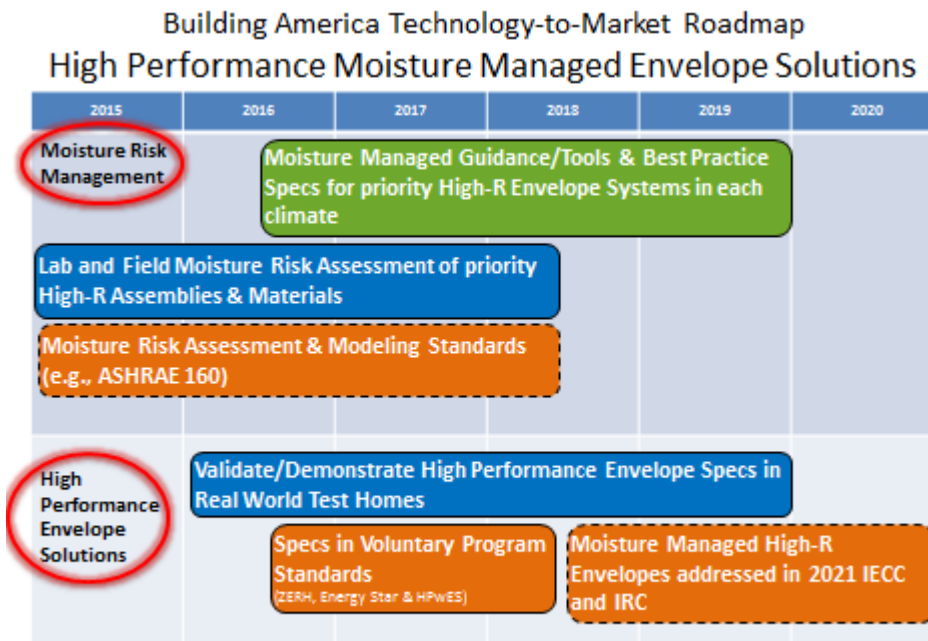 Building America Technology-to-Market Roadmap
High Performance Moisture Managed Envelope Solutions
2015 2016 2017 2018 2019 2020
Moisture Risk
Management
Moisture Managed Guidance/Tools & Best Practice
Specs for priority High-R Envelope Systems in each
climate
Lab and Field Moisture Risk Assessment of priority
High-R Assemblies & Materials
Moisture Risk Assessment & Modeling Standards
(e.g., ASHRAE 160)
High
Performance
Envelope
Solutions
Validate/Demonstrate High Performance Envelope Specs in
Real World Test Homes
Specs in Voluntary Program
Standards
(ZERH, Energy Star & HPwES)
Moisture Managed High-R
Envelopes addressed in 2021 IECC
and IRC